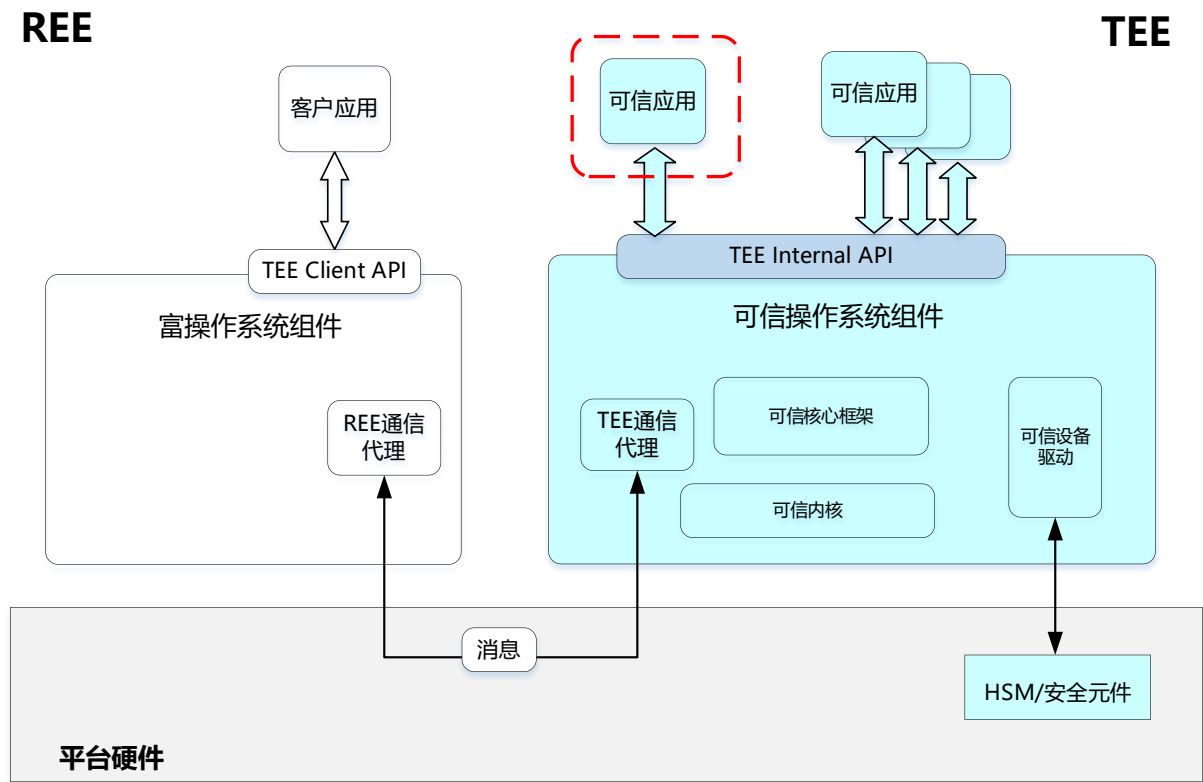 REE
TEE
客户应用
可信应用
可信应用
TEE Client API
TEE Internal API
富操作系统组件
可信操作系统组件
REE通信
代理
TEE通信
代理
可信核心框架
可信设备
驱动
可信内核
消息
HSM/安全元件
平台硬件